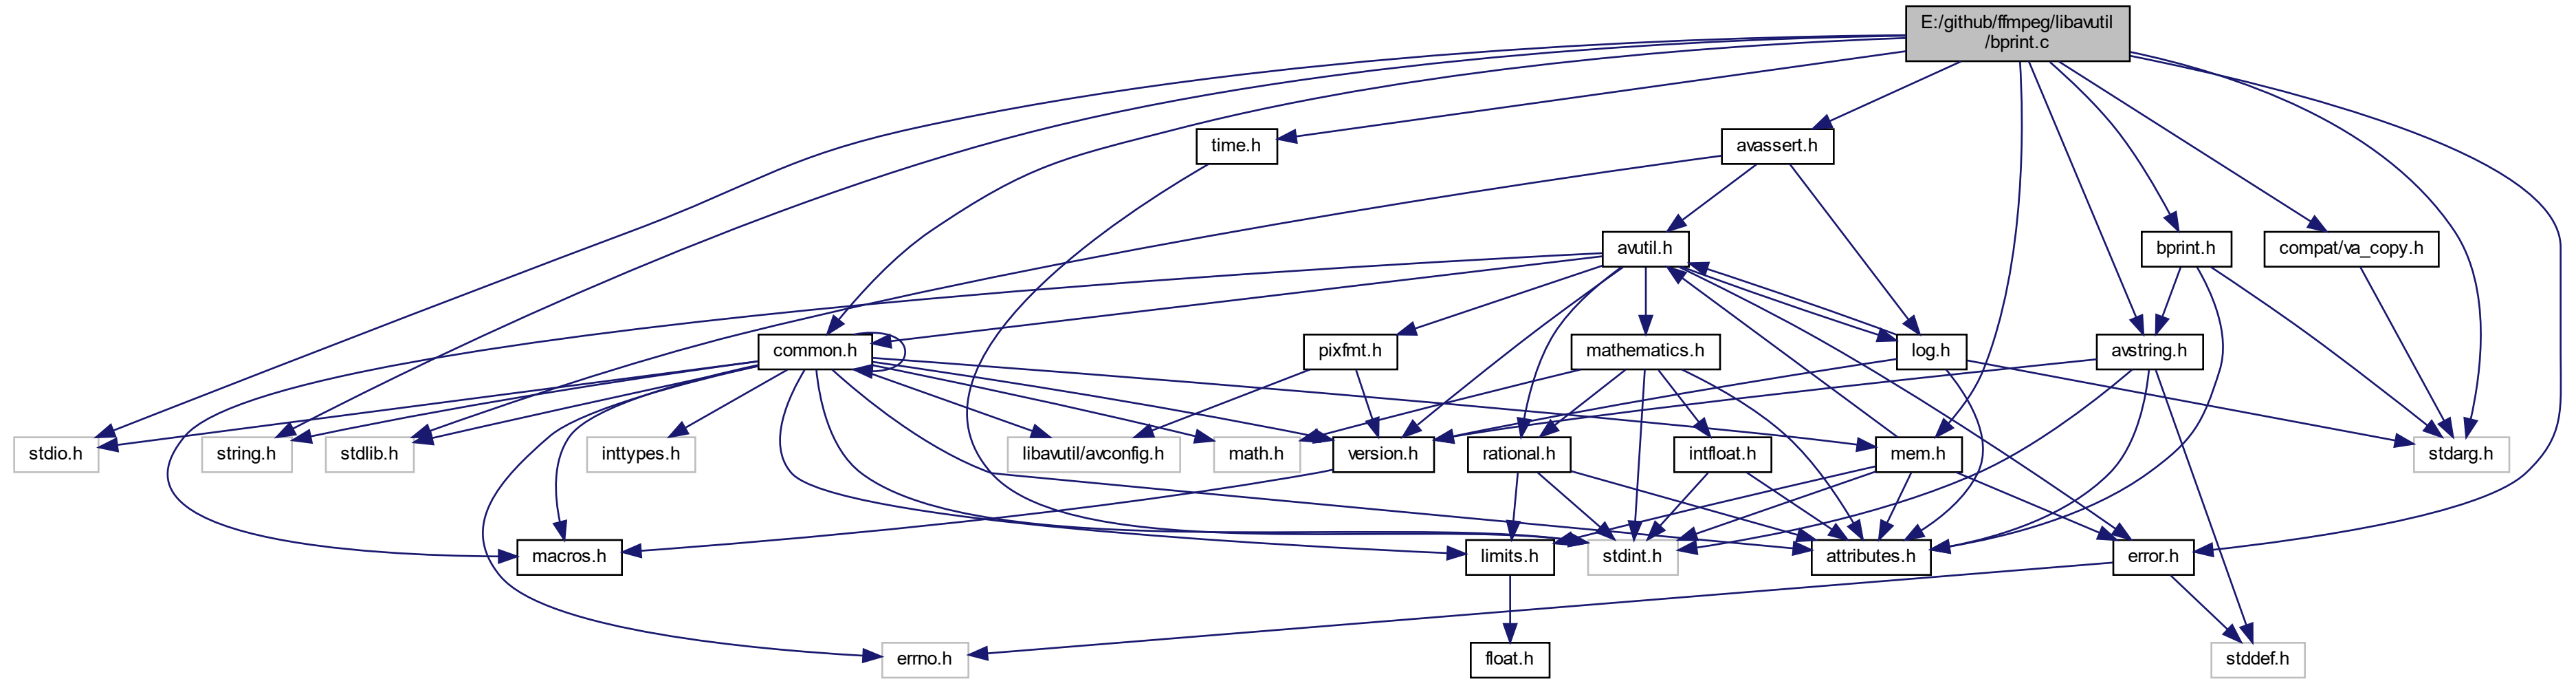 E:/github/ffmpeg/libavutil
/bprint.c
time.h
avassert.h
avutil.h
bprint.h
compat/va_copy.h
common.h
pixfmt.h
mathematics.h
log.h
avstring.h
stdio.h
string.h
stdlib.h
inttypes.h
libavutil/avconfig.h
math.h
version.h
rational.h
intfloat.h
mem.h
stdarg.h
macros.h
limits.h
stdint.h
attributes.h
error.h
errno.h
float.h
stddef.h